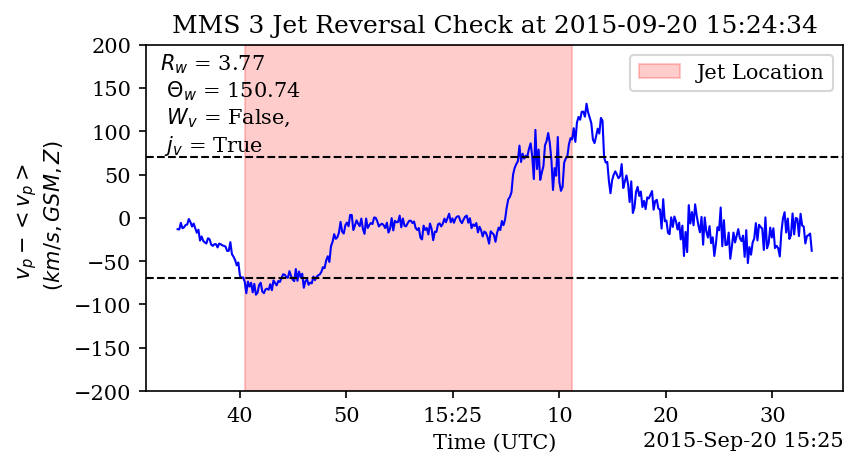 MMS 3 Jet Reversal Check at 2015-09-20 15:24:34
R_w = 3.77
Θ_w = 150.74
W_v = False,
j_v = True
Jet Location
v_p − < v_p >
(km/s, GSM, Z)
200
150
100
50
0
−50
−100
−150
−200
40
50
15:25
10
20
30
Time (UTC)
2015-Sep-20 15:25